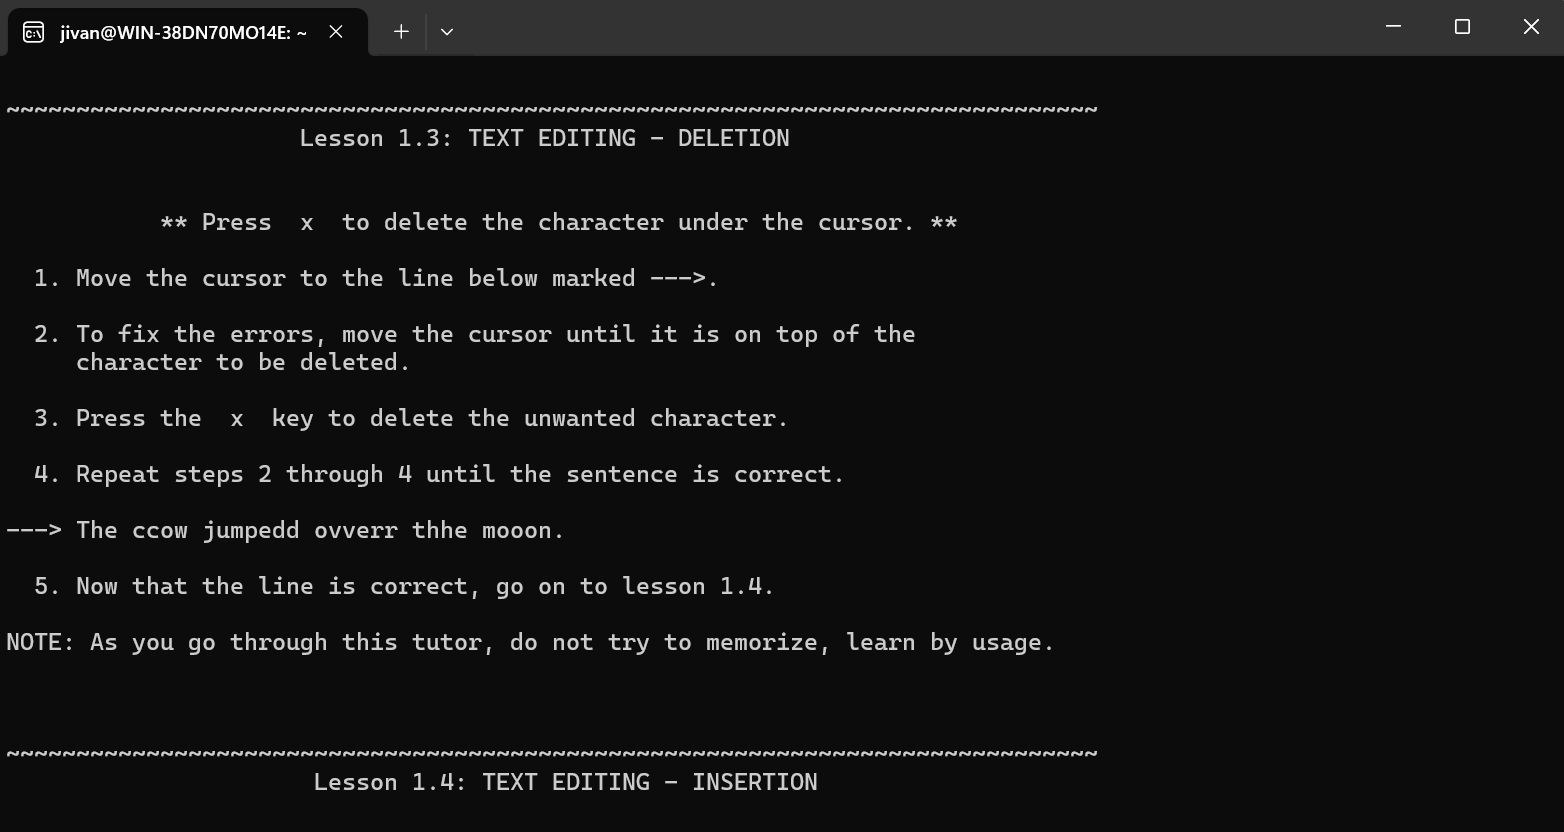 jivan@WIN-38DN70MO14E: ~
~~~~~~~~~~~~~~~~~~~~~~~~~~~~~~~~~~~~~~~~~~~~~~~~~~~~~~~~~~~~~~~~~~~~~~~~~~~~~~
Lesson 1.3: TEXT EDITING - DELETION
** Press  x  to delete the character under the cursor. **
1. Move the cursor to the line below marked --->.
2. To fix the errors, move the cursor until it is on top of the
character to be deleted.
3. Press the  x  key to delete the unwanted character.
4. Repeat steps 2 through 4 until the sentence is correct.
---> The ccow jumpedd ovverr thhe mooon.
5. Now that the line is correct, go on to lesson 1.4.
NOTE: As you go through this tutor, do not try to memorize, learn by usage.
~~~~~~~~~~~~~~~~~~~~~~~~~~~~~~~~~~~~~~~~~~~~~~~~~~~~~~~~~~~~~~~~~~~~~~~~~~~~~~
Lesson 1.4: TEXT EDITING - INSERTION